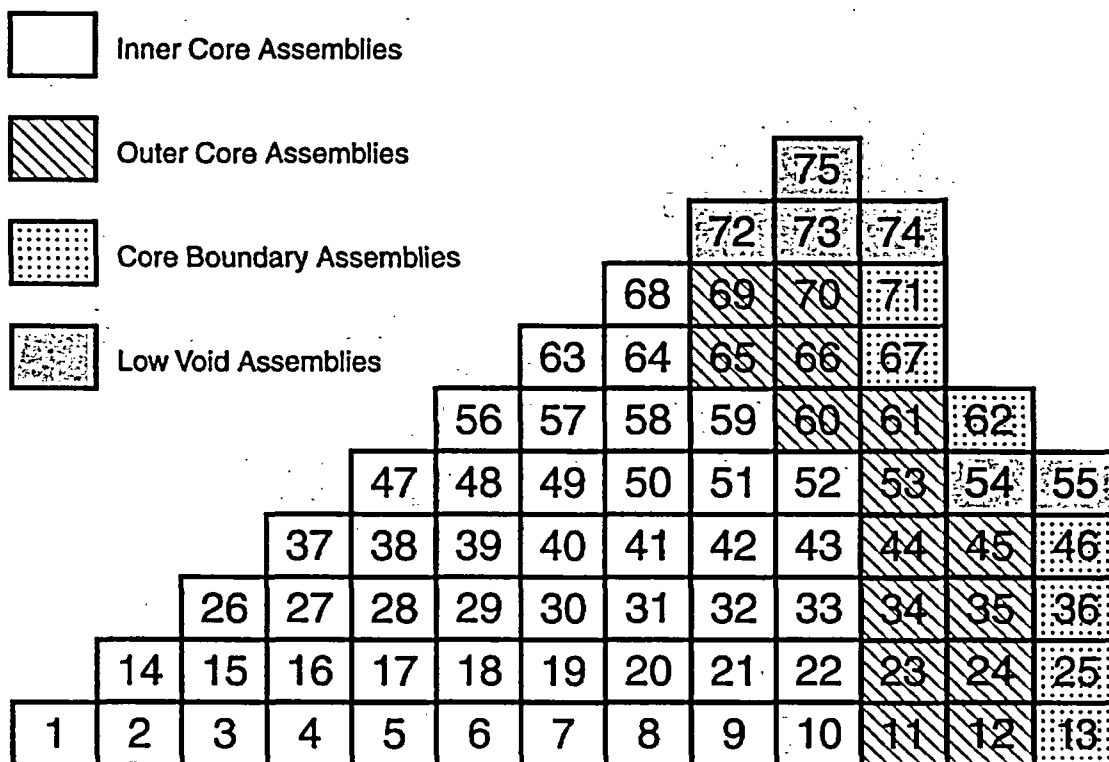 Inner Core Assemblies
Outer Core Assemblies
Core Boundary Assemblies
Low Void Assemblies
75
72 73 74
68 69 70 71
63 64 65 66 67
56 57 58 59 60 61 62
47 48 49 50 51 52 53 54 55
37 38 39 40 41 42 43 44 45 46
26 27 28 29 30 31 32 33 34 35 36
14 15 16 17 18 19 20 21 22 23 24 25
1 2 3 4 5 6 7 8 9 10 11 12 13